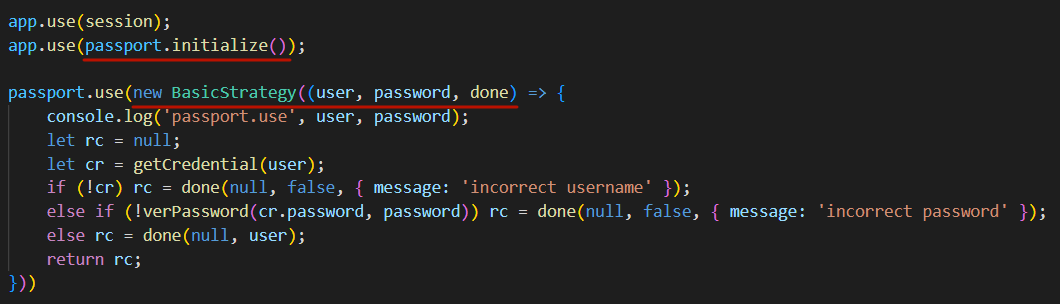 app.use(session);
app.use(passport.initialize());
passport.use(new BasicStrategy((user, password, done) => {
    console.log('passport.use', user, password);
    let rc = null;
    let cr = getCredential(user);
    if (!cr) rc = done(null, false, { message: 'incorrect username' });
    else if (!verPassword(cr.password, password)) rc = done(null, false, { message: 'incorrect password' });
    else rc = done(null, user);
    return rc;
}))